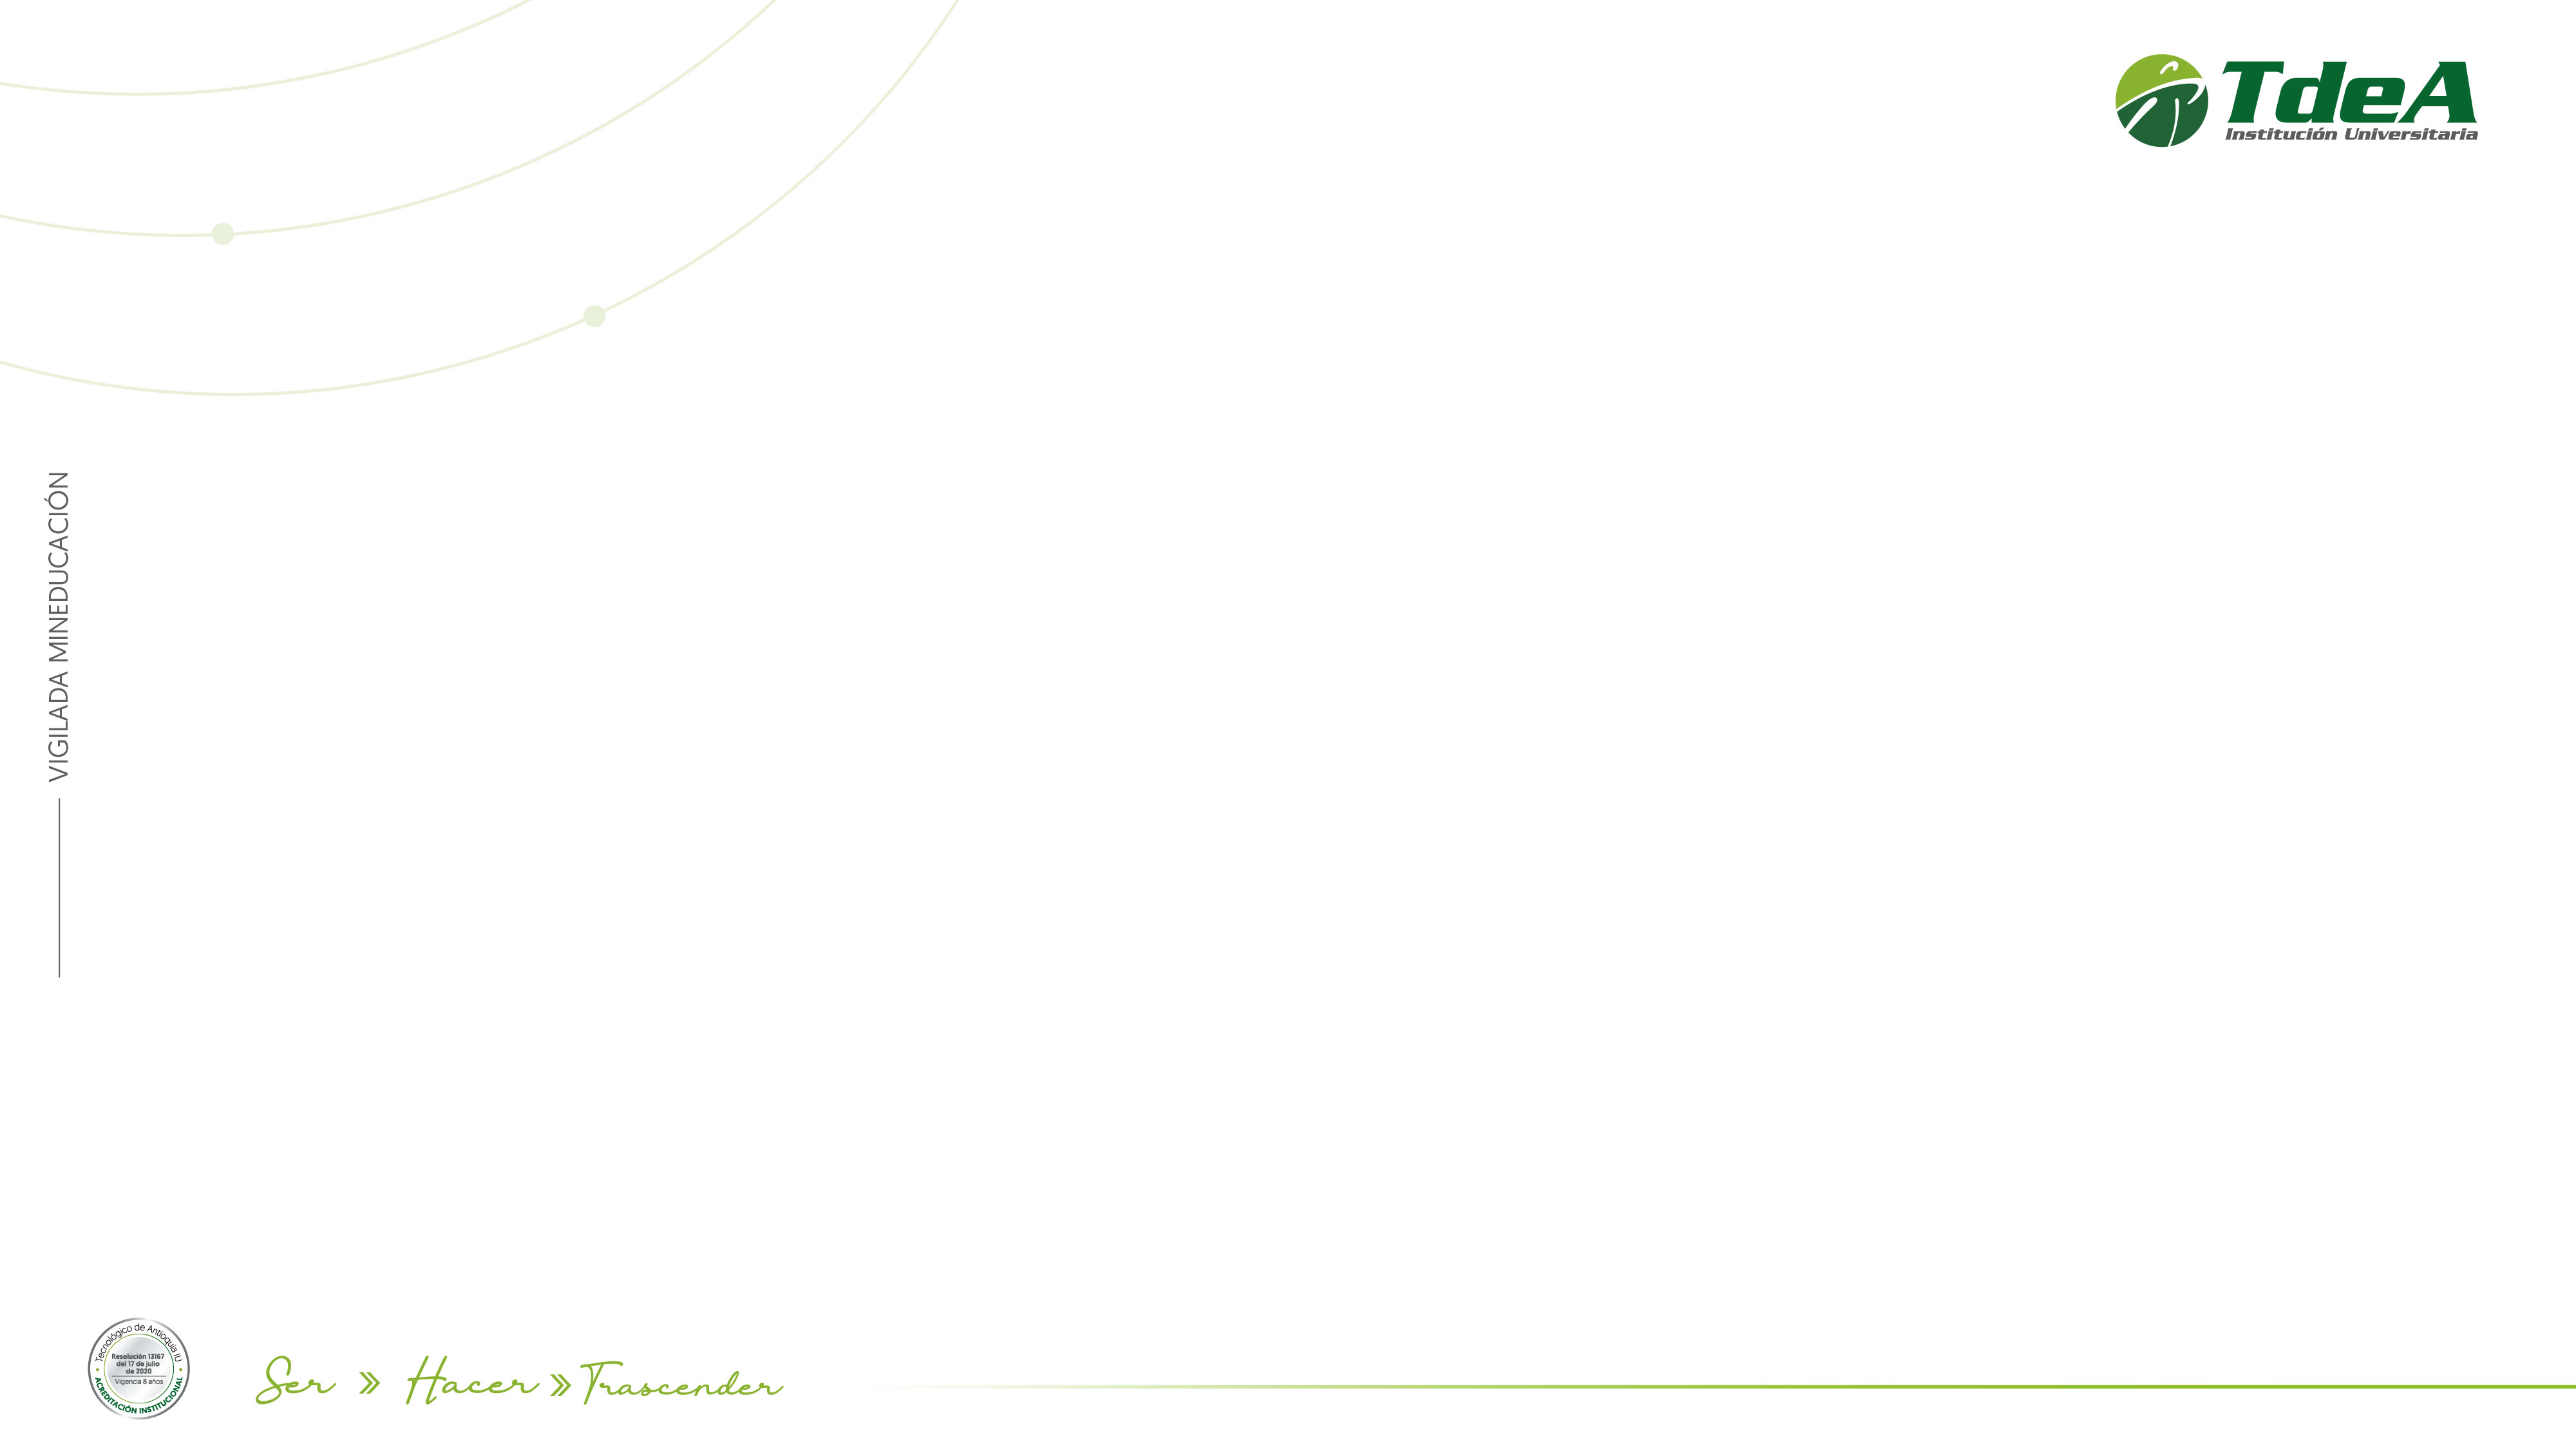 TdeA
Institución Universitaria
VIGILADA MINEDUCACIÓN
Tecnológico de Antioquia IU
Resolución 13167
del 17 de julio
de 2020
Vigencia 8 años
ACREDITACIÓN INSTITUCIONAL
Ser » Hacer » Trascender